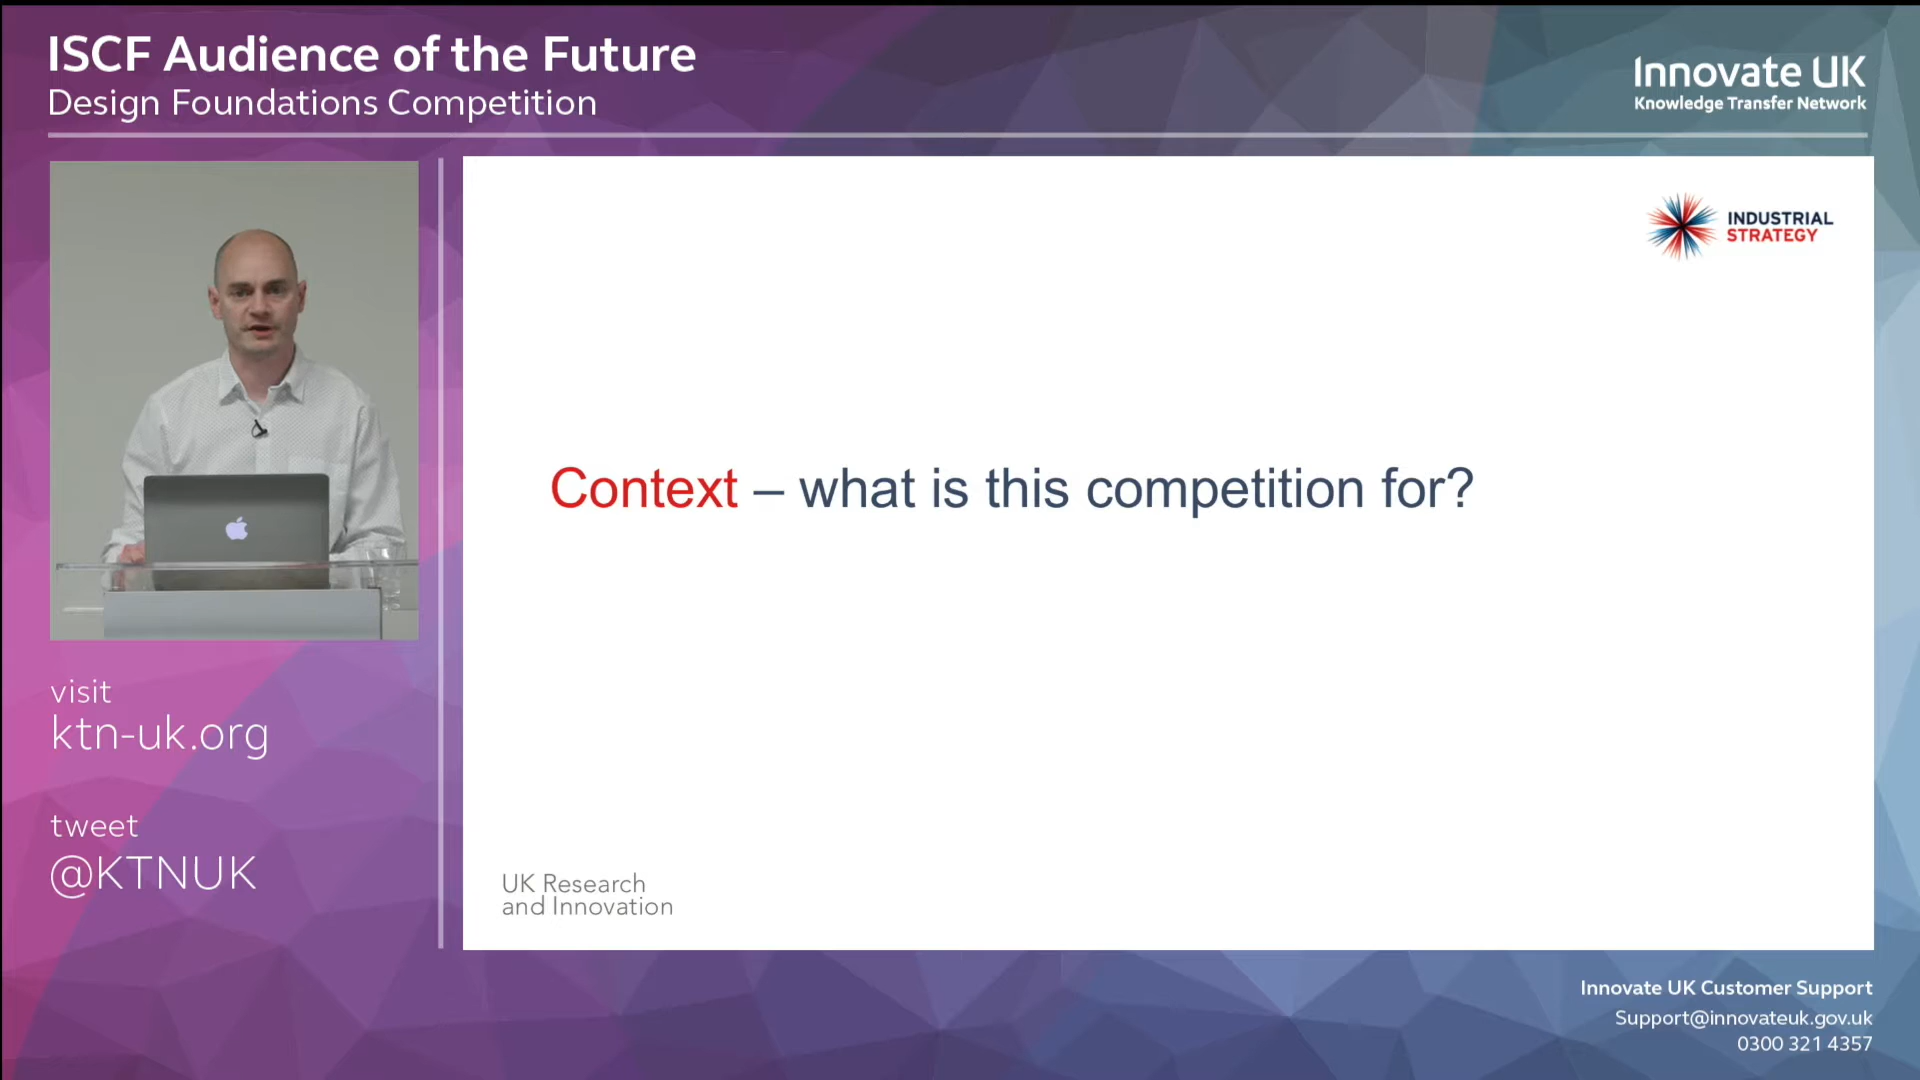 ISCF Audience of the Future
Design Foundations Competition
Innovate UK
Knowledge Transfer Network
INDUSTRIAL
STRATEGY
Context – what is this competition for?
visit
ktn-uk.org
tweet
@KTNUK
UK Research
and Innovation
Innovate UK Customer Support
Support@innovateuk.gov.uk
0300 321 4357